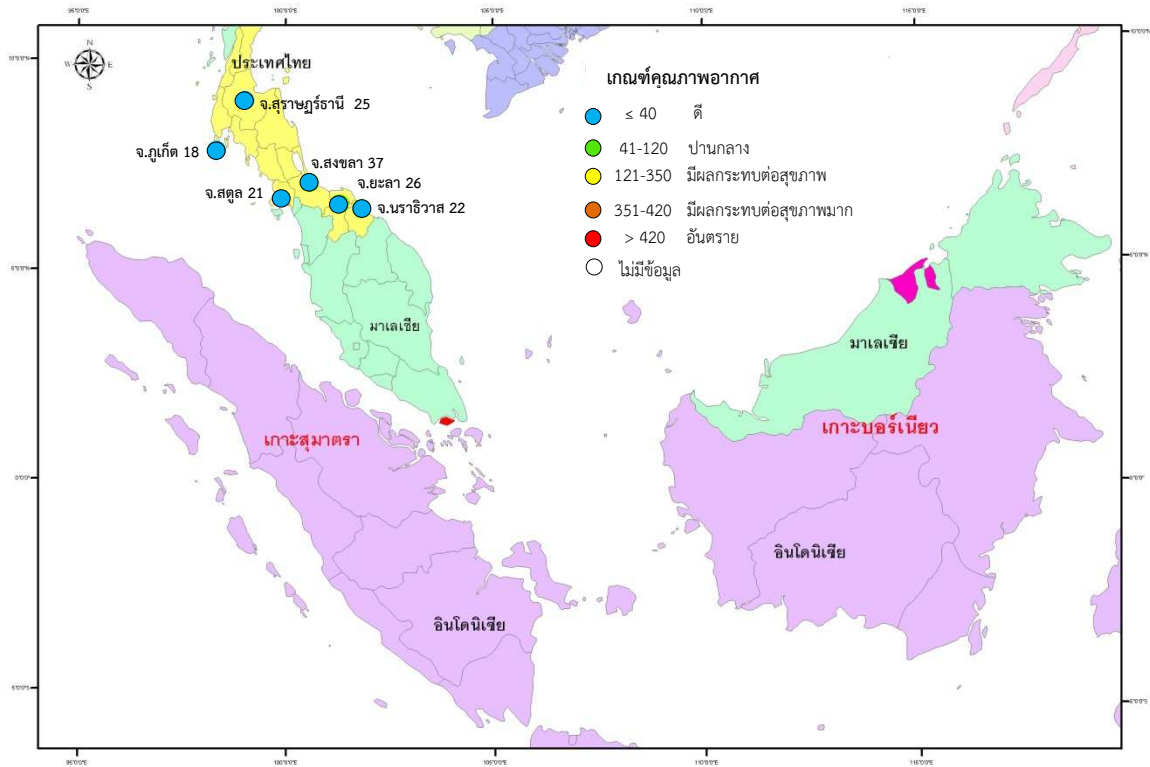 N
W E
S
ประเทศไทย
จ.สุราษฎร์ธานี 25
จ.ภูเก็ต 18
จ.สงขลา 37
จ.ยะลา 26
จ.สตูล 21
จ.นราธิวาส 22
เกณฑ์คุณภาพอากาศ
≤ 40 ดี
41-120 ปานกลาง
121-350 มีผลกระทบต่อสุขภาพ
351-420 มีผลกระทบต่อสุขภาพมาก
> 420 อันตราย
ไม่มีข้อมูล
มาเลเซีย
มาเลเซีย
เกาะสุมาตรา
เกาะบอร์เนียว
อินโดนิเซีย
อินโดนิเซีย